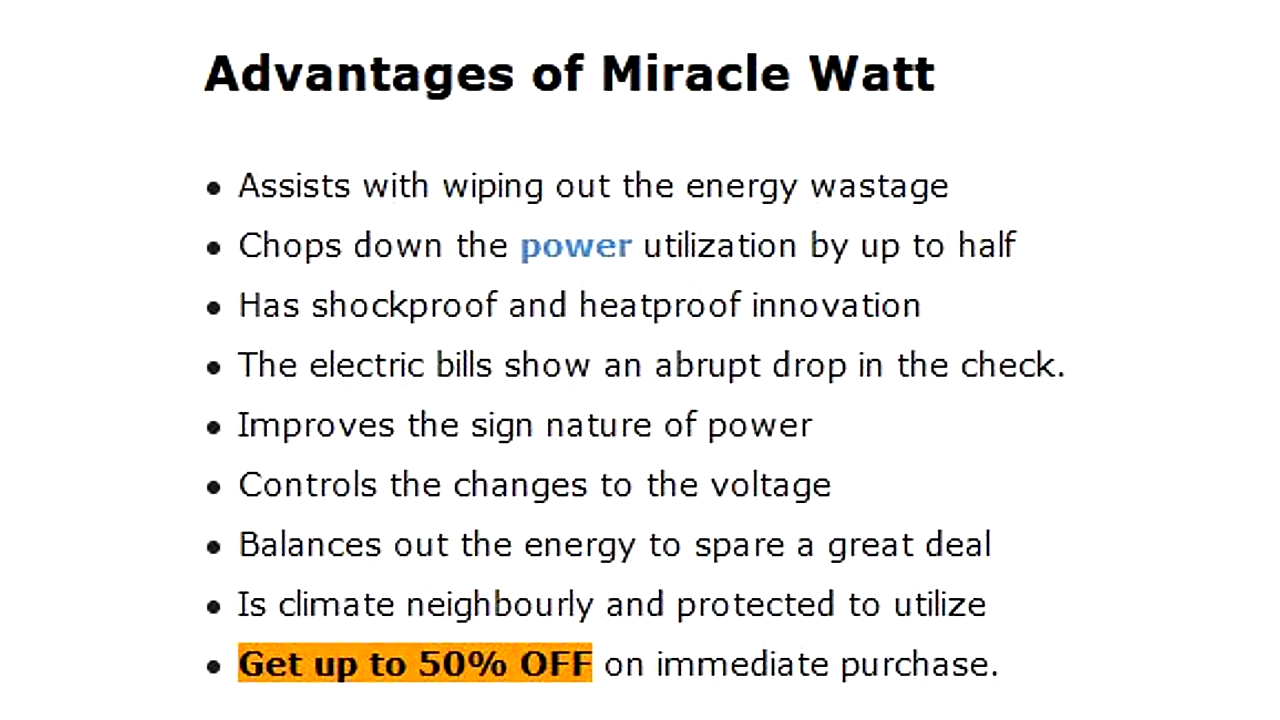 Advantages of Miracle Watt
• Assists with wiping out the energy wastage
• Chops down the power utilization by up to half
• Has shockproof and heatproof innovation
• The electric bills show an abrupt drop in the check.
• Improves the sign nature of power
• Controls the changes to the voltage
• Balances out the energy to spare a great deal
• Is climate neighbourly and protected to utilize
• Get up to 50% OFF on immediate purchase.